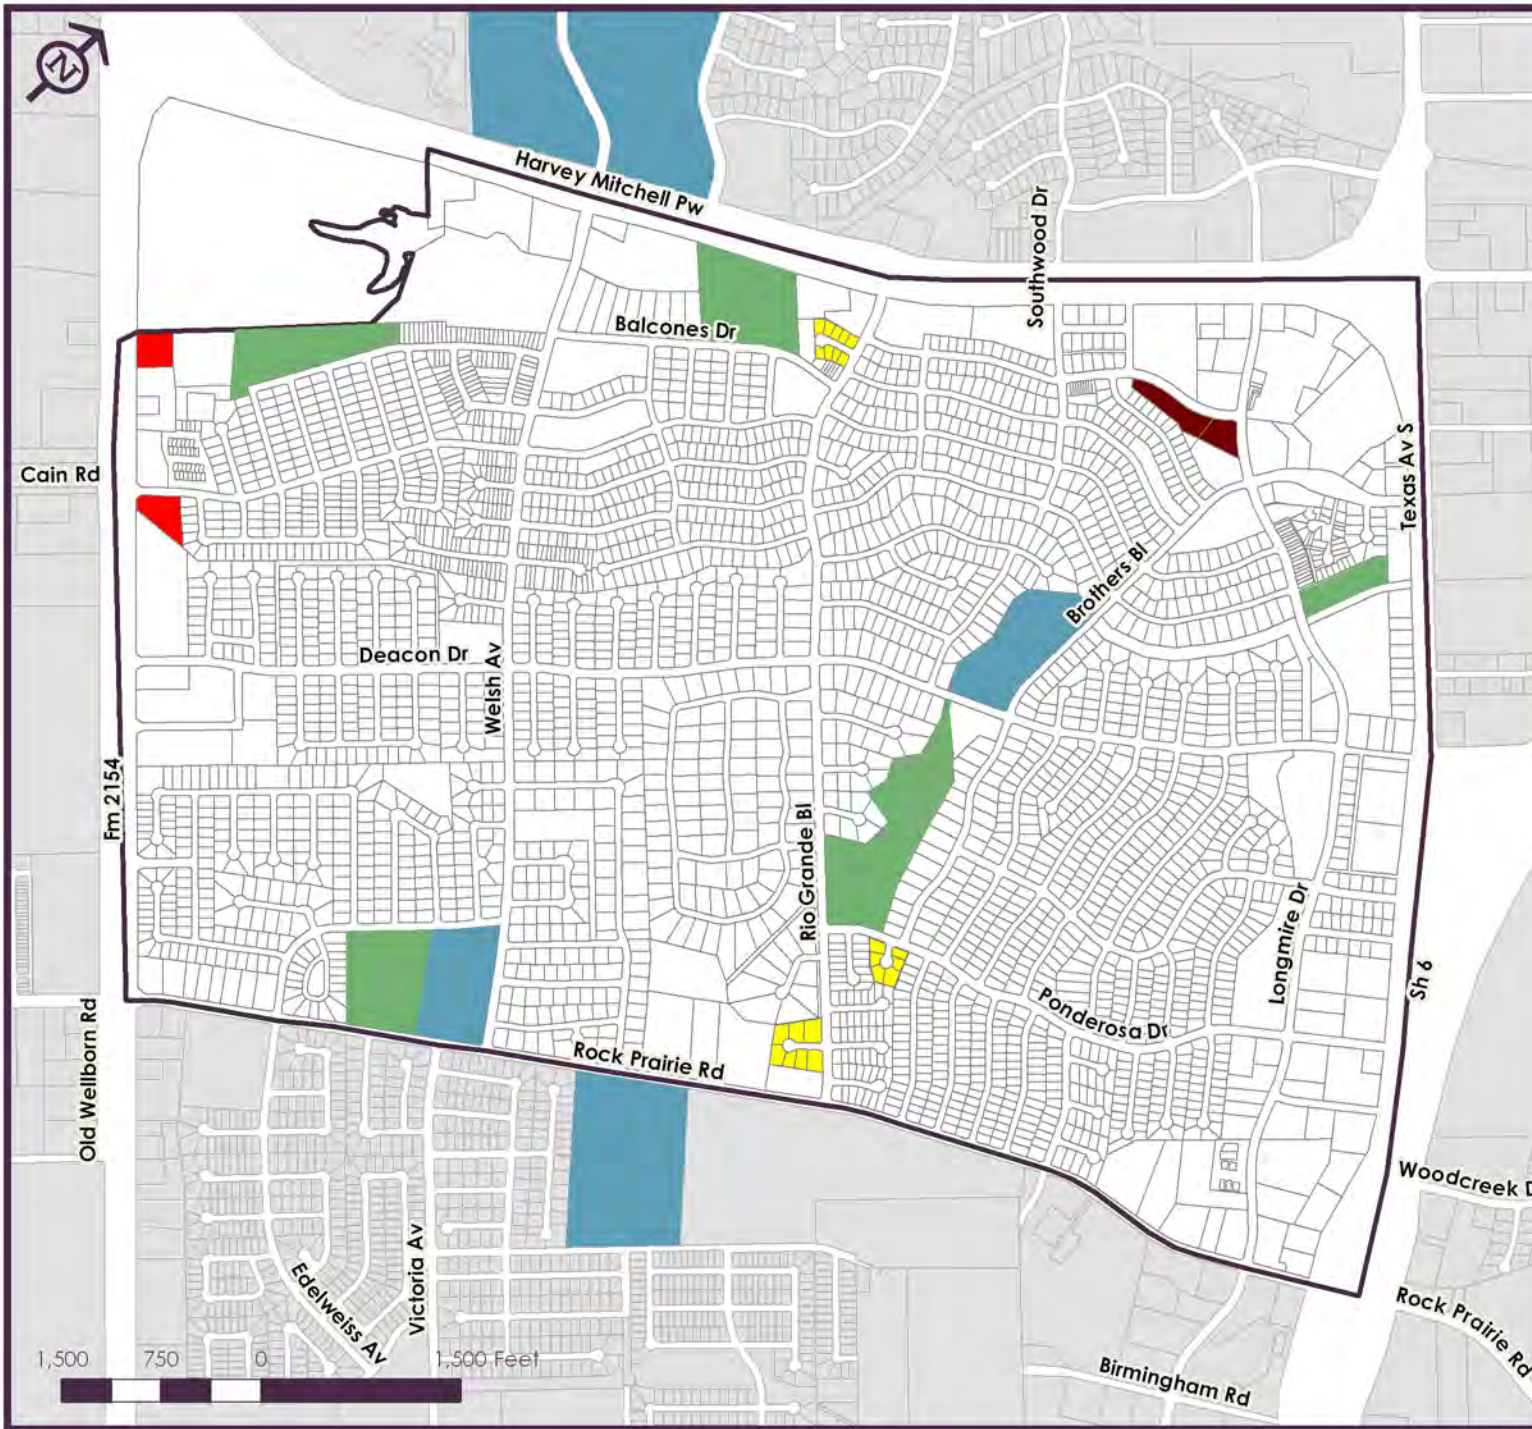 N
Harvey Mitchell Pw
Southwood Dr
Balcones Dr
Texas Av S
Cain Rd
Brothers Bl
Deacon Dr
Welsh Av
Fm 2154
Rio Grande Bl
Longmire Dr
Sh 6
Ponderosa Dr
Old Wellborn Rd
Rock Prairie Rd
Woodcreek D
Victoria Av
Edelweiss Av
Rock Prairie Rd
Birmingham Rd
1,500 750 0 1,500 Feet